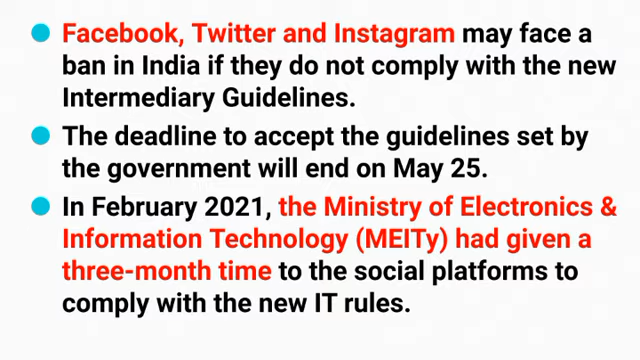 Facebook, Twitter and Instagram may face a
ban in India if they do not comply with the new
Intermediary Guidelines.
The deadline to accept the guidelines set by
the government will end on May 25.
In February 2021, the Ministry of Electronics &
Information Technology (MEITy) had given a
three-month time to the social platforms to
comply with the new IT rules.